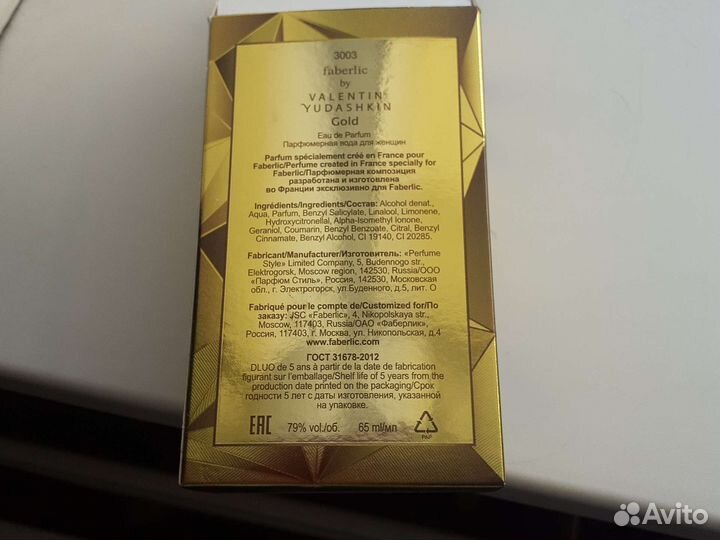 3003
faberlic
by
VALENTIN
YUDASHKIN
Gold
Eau de Parfum
Парфюмерная вода для женщин
Parfum spécialement créé en France pour
Faberlic/Perfume created in France specially for
Faberlic/Парфюмерная композиция
разработана и изготовлена
во Франции эксклюзивно для Faberlic.
Ingrédients/Ingredients/Состав: Alcohol denat.,
Aqua, Parfum, Benzyl Salicylate, Linalool, Limonene,
Hydroxycitronellal, Alpha-Isomethyl Ionone,
Geraniol, Coumarin, Benzyl Benzoate, Citral, Benzyl
Cinnamate, Benzyl Alcohol, CI 19140, CI 20285.
Fabricant/Manufacturer/Изготовитель: «Perfume
Style» Limited Company, 5, Budennogo str.,
Elektrogorsk, Moscow region, 142530, Russia/ООО
«Парфюм Стиль», Россия, 142530, Московская
обл., г. Электрогорск, ул.Буденного, д.5, лит. О
Fabriqué pour le compte de/Customized for/По
заказу: JSC «Faberlic», 4, Nikopolskaya str.,
Moscow, 117403, Russia/ОАО «Фаберлик»,
Россия, 117403, г. Москва, ул. Никопольская, д.4
www.faberlic.com
ГОСТ 31678-2012
DLUO de 5 ans à partir de la date de fabrication
figurant sur l'emballage/Shelf life of 5 years from the
production date printed on the packaging/Срок
годности 5 лет с даты изготовления, указанной
на упаковке.
EAC 79% vol./об. 65 ml/мл
PAP
Avito